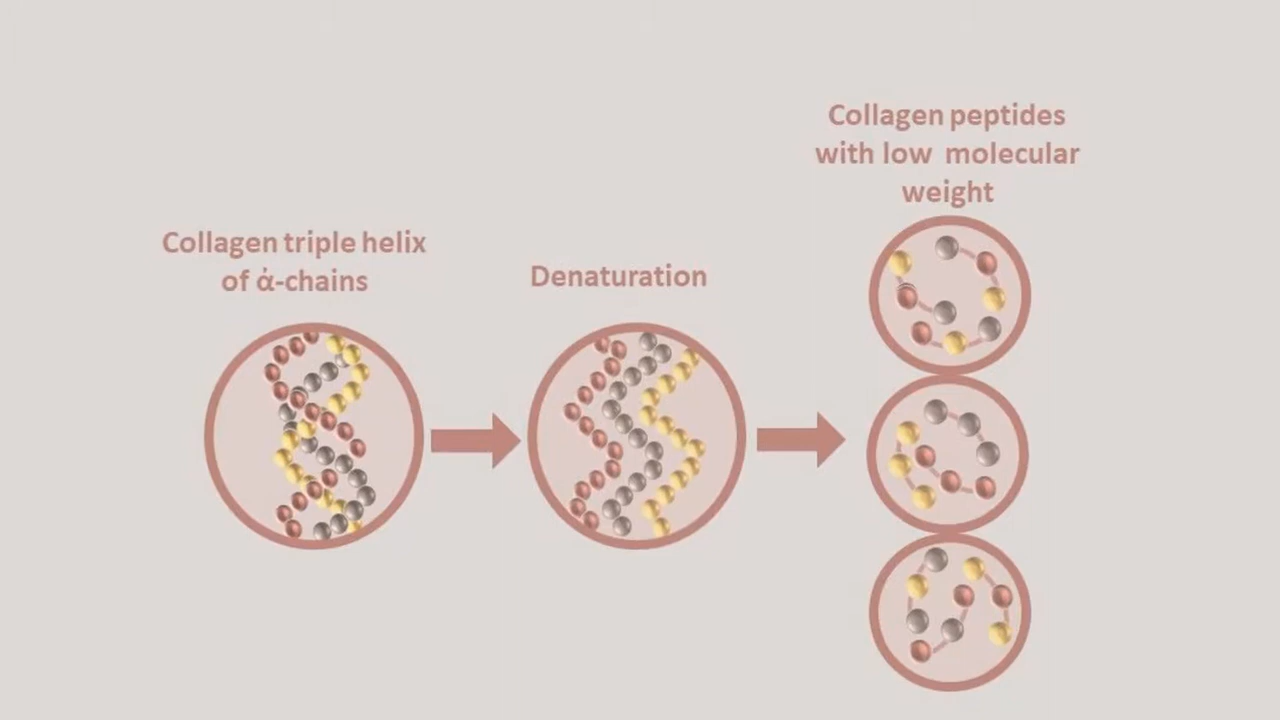 Collagen triple helix
of ἀ-chains
Denaturation
Collagen peptides
with low molecular
weight